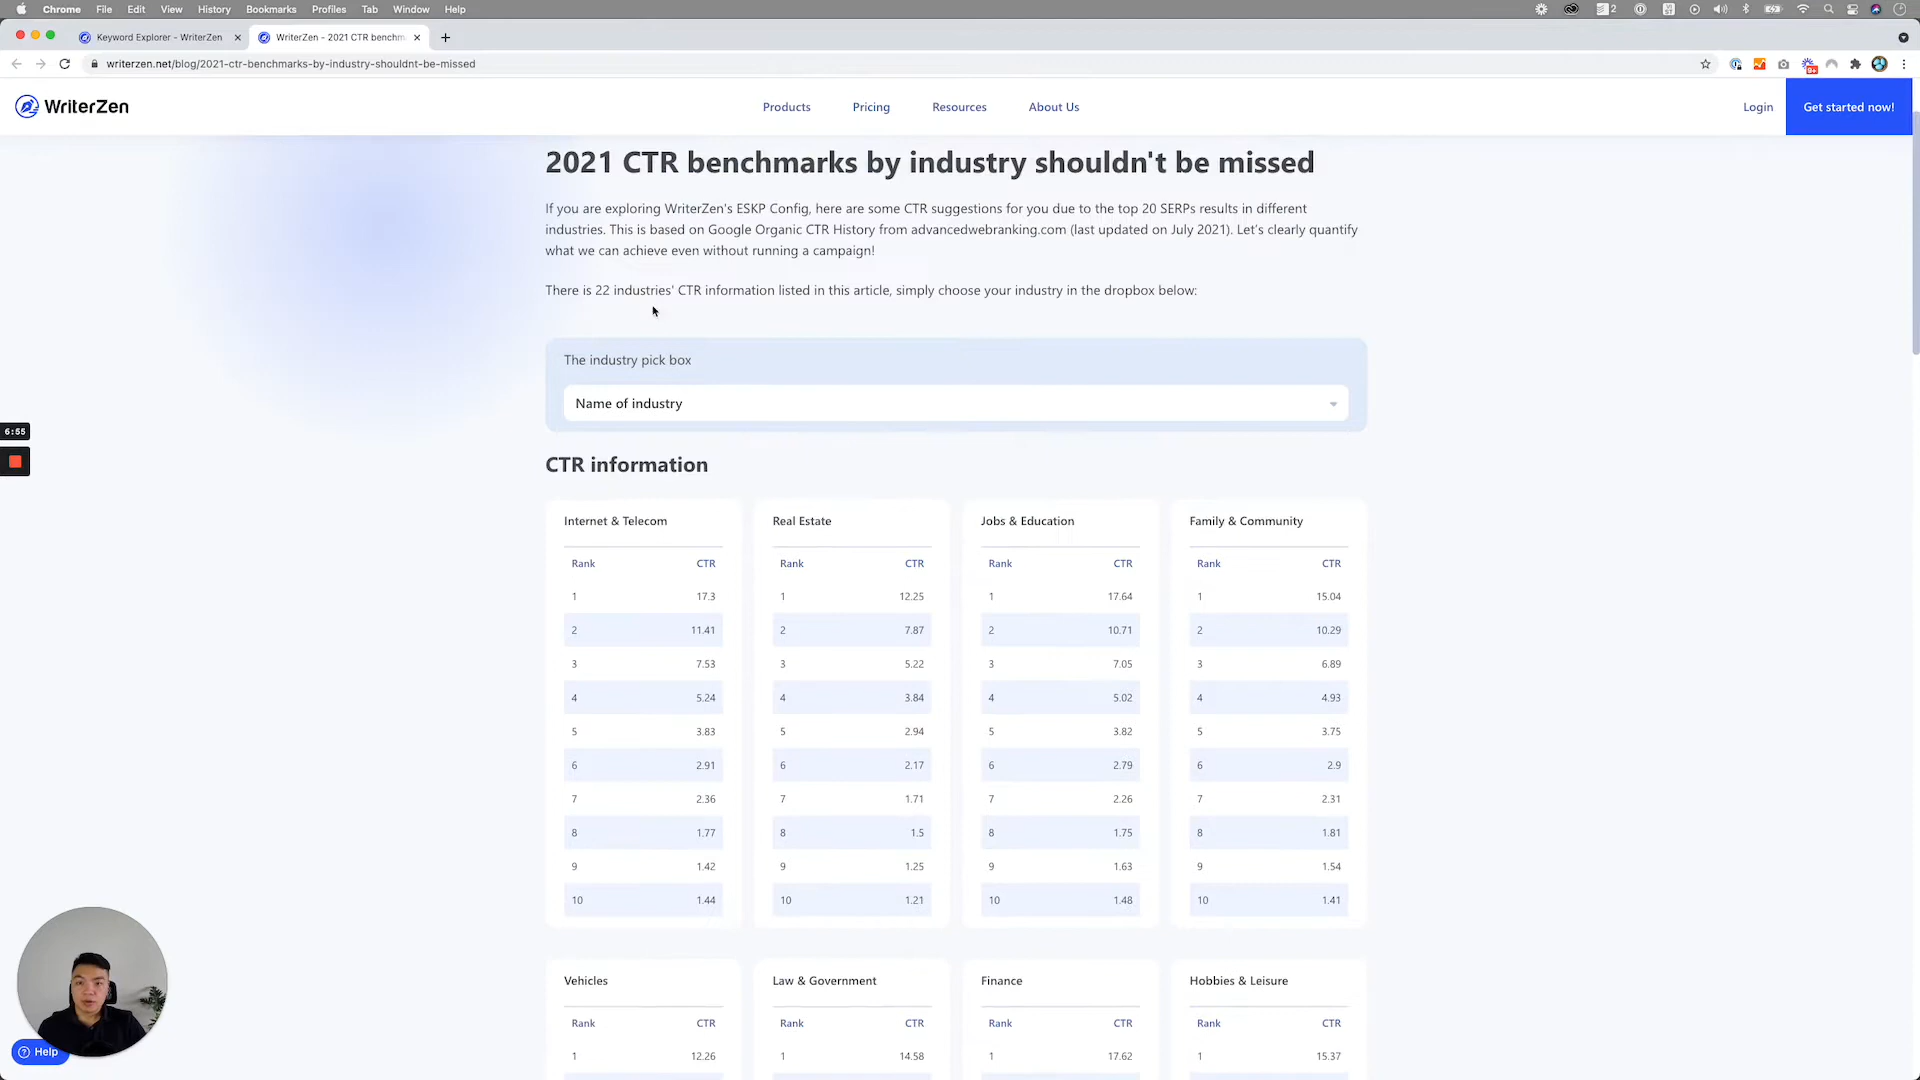 Chrome File Edit View History Bookmarks Profiles Tab Window Help
2
Keyword Explorer - WriterZen
WriterZen - 2021 CTR benchm
writerzen.net/blog/2021-ctr-benchmarks-by-industry-shouldnt-be-missed
9+
WriterZen
Products Pricing Resources About Us
Login
Get started now!
2021 CTR benchmarks by industry shouldn't be missed
If you are exploring WriterZen's ESKP Config, here are some CTR suggestions for you due to the top 20 SERPs results in different
industries. This is based on Google Organic CTR History from advancedwebranking.com (last updated on July 2021). Let's clearly quantify
what we can achieve even without running a campaign!
There is 22 industries' CTR information listed in this article, simply choose your industry in the dropbox below:
The industry pick box
Name of industry
6:55
CTR information
Internet & Telecom
Rank CTR
1 17.3
2 11.41
3 7.53
4 5.24
5 3.83
6 2.91
7 2.36
8 1.77
9 1.42
10 1.44
Real Estate
Rank CTR
1 12.25
2 7.87
3 5.22
4 3.84
5 2.94
6 2.17
7 1.71
8 1.5
9 1.25
10 1.21
Jobs & Education
Rank CTR
1 17.64
2 10.71
3 7.05
4 5.02
5 3.82
6 2.79
7 2.26
8 1.75
9 1.63
10 1.48
Family & Community
Rank CTR
1 15.04
2 10.29
3 6.89
4 4.93
5 3.75
6 2.9
7 2.31
8 1.81
9 1.54
10 1.41
Vehicles
Rank CTR
1 12.26
Law & Government
Rank CTR
1 14.58
Finance
Rank CTR
1 17.62
Hobbies & Leisure
Rank CTR
1 15.37
Help